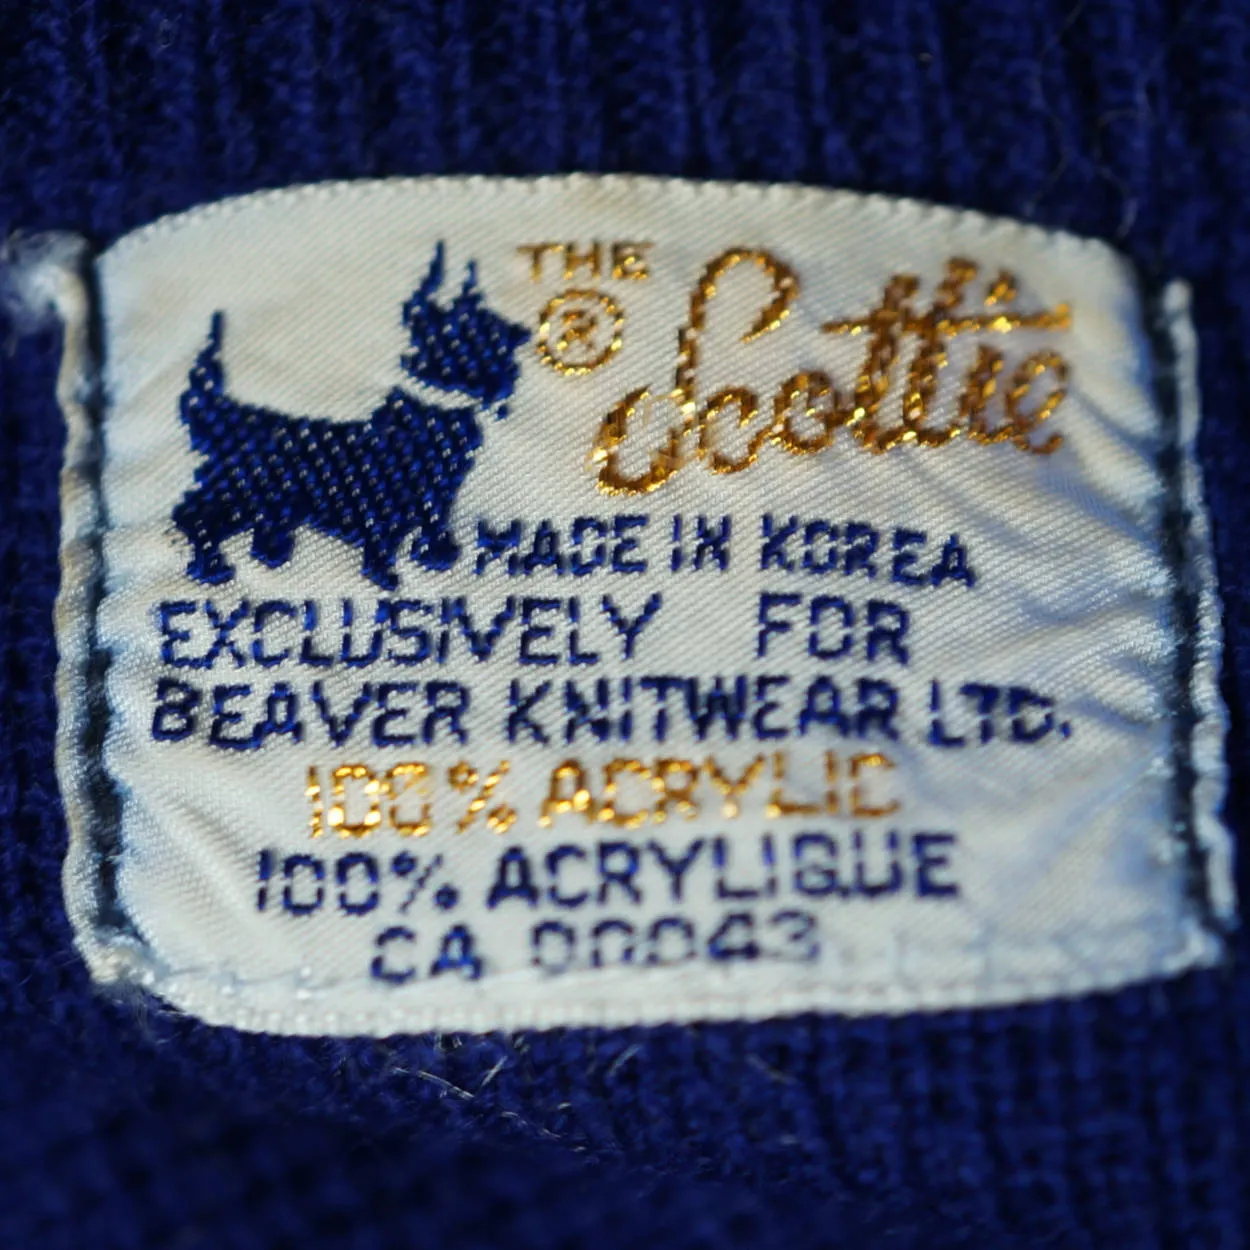 THE
® Scottie
MADE IN KOREA
EXCLUSIVELY FOR
BEAVER KNITWEAR LTD.
100% ACRYLIC
100% ACRYLIQUE
CA 00043